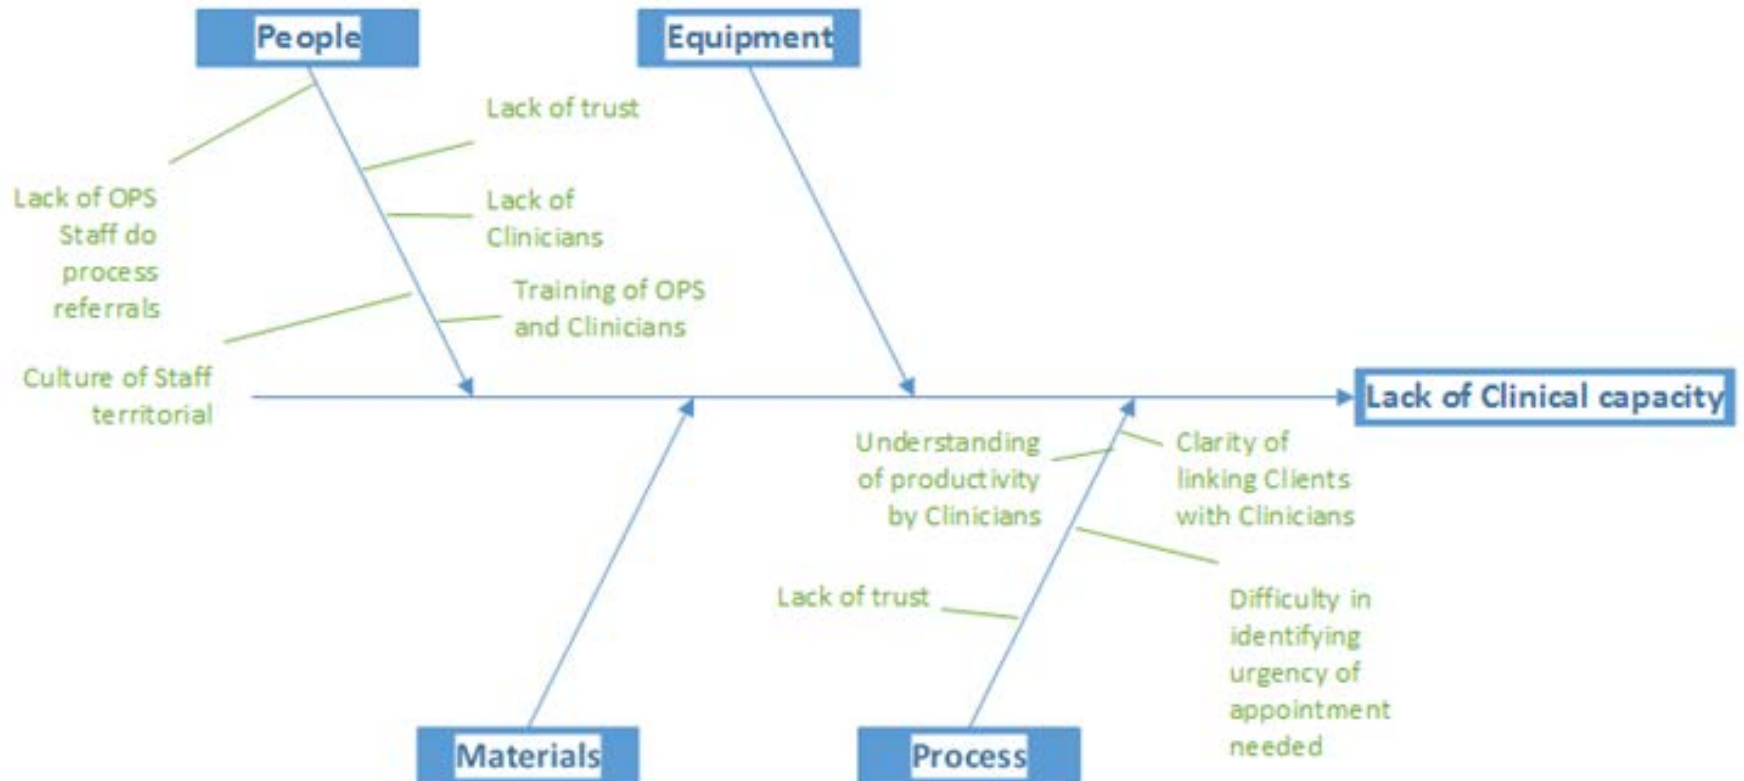 People
Equipment
Lack of trust
Lack of OPS
Staff do
process
referrals
Lack of
Clinicians
Training of OPS
and Clinicians
Culture of Staff
territorial
Lack of Clinical capacity
Understanding
of productivity
by Clinicians
Clarity of
linking Clients
with Clinicians
Lack of trust
Difficulty in
identifying
urgency of
appointment
needed
Materials
Process